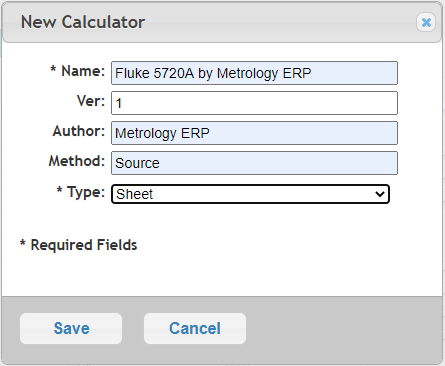 New Calculator
* Name: Fluke 5720A by Metrology ERP
Ver: 1
Author: Metrology ERP
Method: Source
* Type: Sheet
* Required Fields
Save Cancel